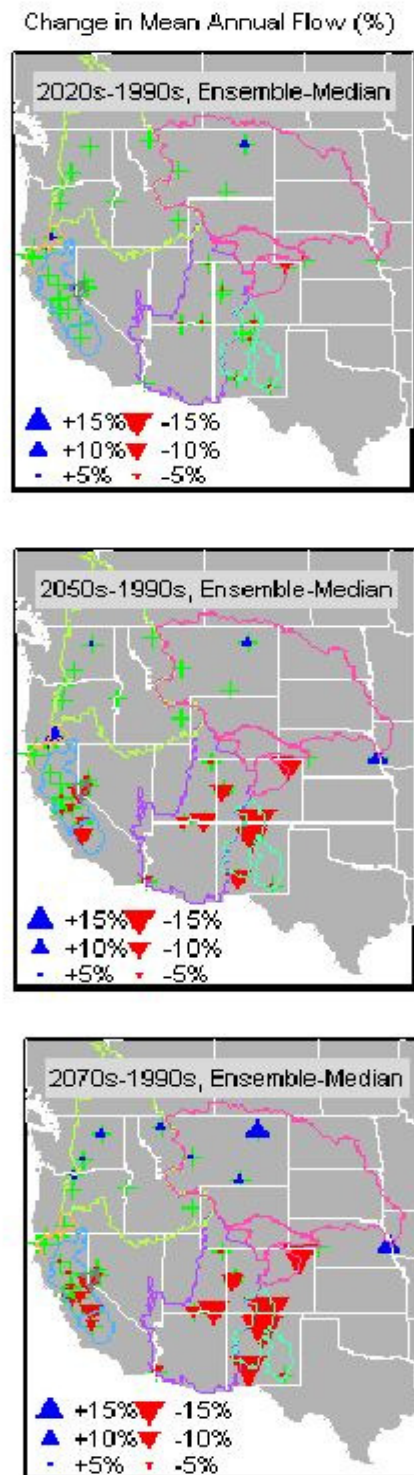 Change in Mean Annual Flow (%)
2020s-1990s, Ensemble-Median
+15% -15%
+10% -10%
+5% -5%
2050s-1990s, Ensemble-Median
+15% -15%
+10% -10%
+5% -5%
2070s-1990s, Ensemble-Median
+15% -15%
+10% -10%
+5% -5%